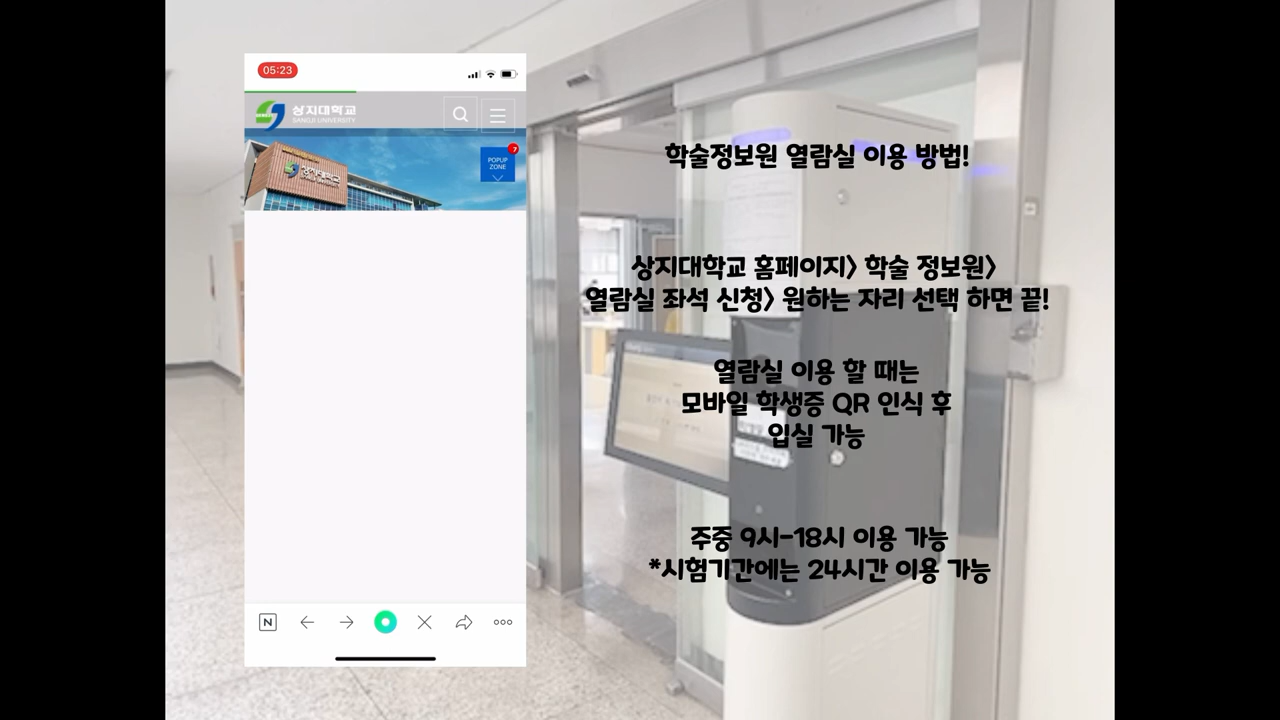 05:23
상지대학교
SANGJI UNIVERSITY
POPUP
ZONE
7
상지대학교
N
학술정보원 열람실 이용 방법!
상지대학교 홈페이지> 학술 정보원>
열람실 좌석 신청> 원하는 자리 선택 하면 끝!
열람실 이용 할 때는
모바일 학생증 QR 인식 후
입실 가능
주중 9시-18시 이용 가능
*시험기간에는 24시간 이용 가능